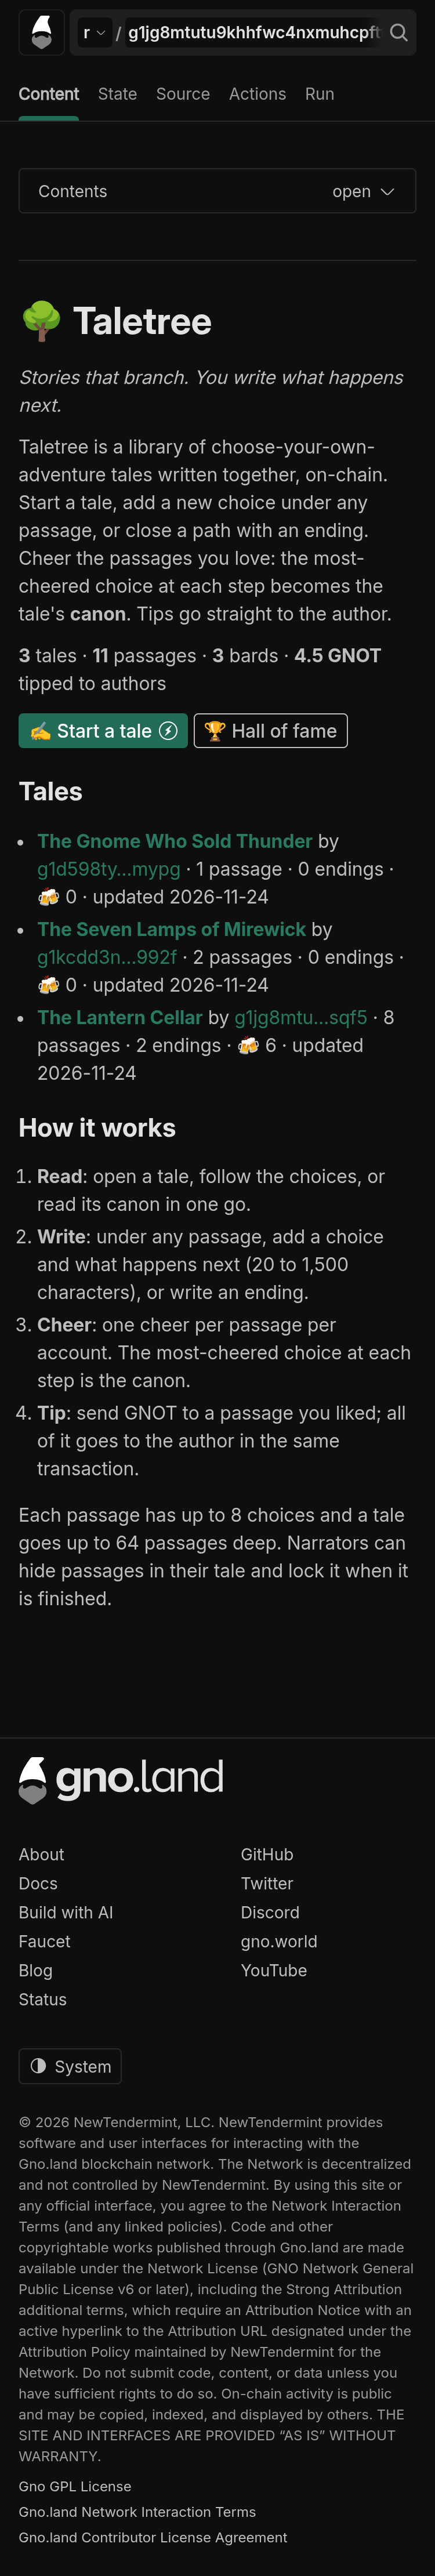 r / g1jg8mtutu9khhfwc4nxmuhcpft
Content State Source Actions Run
Contents open
🌳 Taletree
Stories that branch. You write what happens
next.
Taletree is a library of choose-your-own-
adventure tales written together, on-chain.
Start a tale, add a new choice under any
passage, or close a path with an ending.
Cheer the passages you love: the most-
cheered choice at each step becomes the
tale's canon. Tips go straight to the author.
3 tales · 11 passages · 3 bards · 4.5 GNOT
tipped to authors
✍️ Start a tale 🏆 Hall of fame
Tales
• The Gnome Who Sold Thunder by
g1d598ty...mypg · 1 passage · 0 endings ·
🍻 0 · updated 2026-11-24
• The Seven Lamps of Mirewick by
g1kcdd3n...992f · 2 passages · 0 endings ·
🍻 0 · updated 2026-11-24
• The Lantern Cellar by g1jg8mtu...sqf5 · 8
passages · 2 endings · 🍻 6 · updated
2026-11-24
How it works
1. Read: open a tale, follow the choices, or
read its canon in one go.
2. Write: under any passage, add a choice
and what happens next (20 to 1,500
characters), or write an ending.
3. Cheer: one cheer per passage per
account. The most-cheered choice at each
step is the canon.
4. Tip: send GNOT to a passage you liked; all
of it goes to the author in the same
transaction.
Each passage has up to 8 choices and a tale
goes up to 64 passages deep. Narrators can
hide passages in their tale and lock it when it
is finished.
gno.land
About GitHub
Docs Twitter
Build with AI Discord
Faucet gno.world
Blog YouTube
Status
System
© 2026 NewTendermint, LLC. NewTendermint provides
software and user interfaces for interacting with the
Gno.land blockchain network. The Network is decentralized
and not controlled by NewTendermint. By using this site or
any official interface, you agree to the Network Interaction
Terms (and any linked policies). Code and other
copyrightable works published through Gno.land are made
available under the Network License (GNO Network General
Public License v6 or later), including the Strong Attribution
additional terms, which require an Attribution Notice with an
active hyperlink to the Attribution URL designated under the
Attribution Policy maintained by NewTendermint for the
Network. Do not submit code, content, or data unless you
have sufficient rights to do so. On-chain activity is public
and may be copied, indexed, and displayed by others. THE
SITE AND INTERFACES ARE PROVIDED “AS IS” WITHOUT
WARRANTY.
Gno GPL License
Gno.land Network Interaction Terms
Gno.land Contributor License Agreement